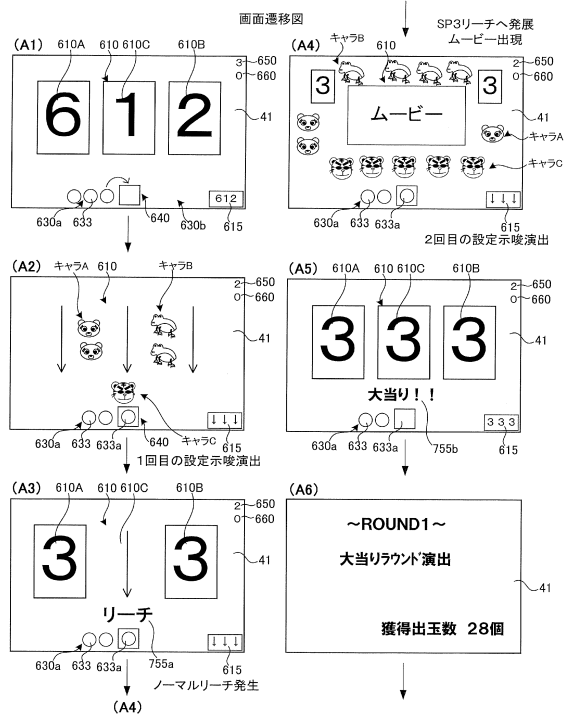 画面遷移図
(A1)
610A 610 610C 610B
3 650
0 660
6 1 2
41
630a 633 640 630b 612 615
(A2)
キャラA 610 キャラB
2 650
0 660
41
630a 633 633a 640 キャラC ↓↓↓ 615
1回目の設定示唆演出
(A3)
610A 610 610C 610B
2 650
0 660
3 3
41
リーチ
630a 633 633a 755a ↓↓↓ 615
ノーマルリーチ発生
(A4)
SP3リーチへ発展
ムービー出現
(A4)
キャラB 610
2 650
0 660
3 ムービー 3
41
キャラA
キャラC
630a 633 633a ↓↓↓ 615
2回目の設定示唆演出
(A5)
610A 610 610C 610B
2 650
0 660
3 3 3
41
大当り!!
630a 633 633a 755b 333 615
(A6)
～ROUND1～
大当りラウンド演出
41
獲得出玉数 28個